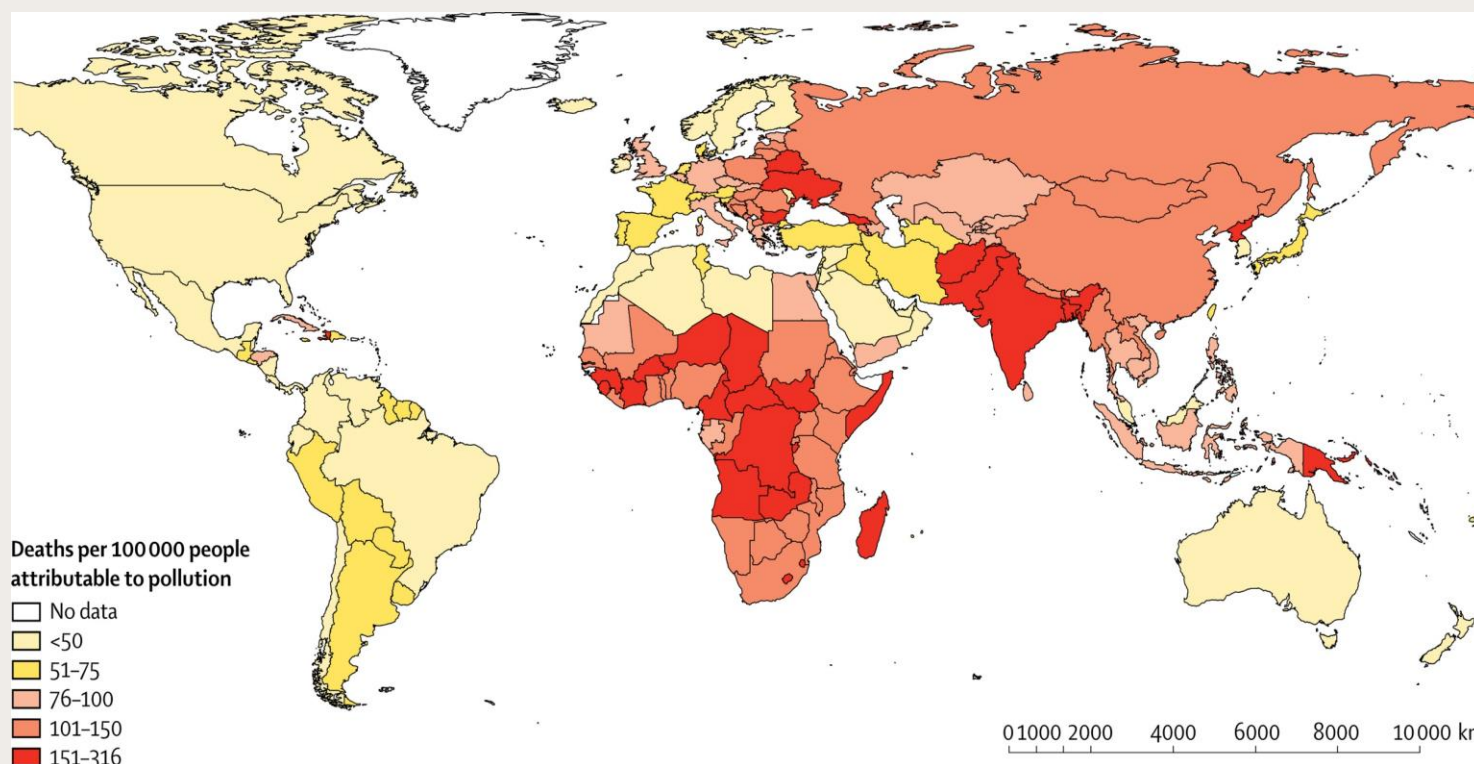 Deaths per 100 000 people
attributable to pollution
No data
<50
51–75
76–100
101–150
151–316
0 1000 2000 4000 6000 8000 10 000 km